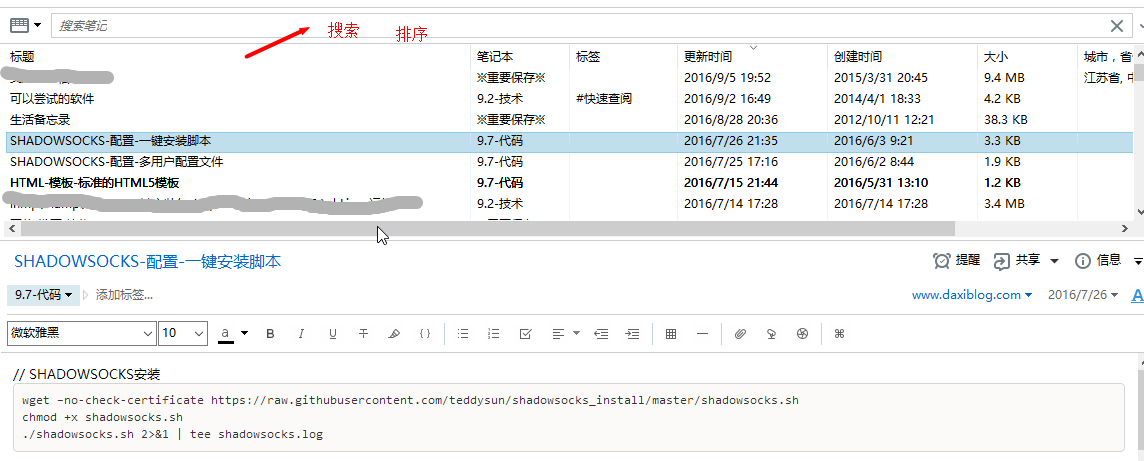 搜索笔记 搜索 排序
标题 笔记本 标签 更新时间 创建时间 大小 城市，省
※重要保存※ 2016/9/5 19:52 2015/3/31 20:45 9.4 MB 江苏省, 中
可以尝试的软件 9.2-技术 #快速查阅 2016/9/2 16:49 2014/4/1 18:33 4.2 KB
生活备忘录 ※重要保存※ 2016/8/28 20:36 2012/10/11 12:21 38.3 KB
SHADOWSOCKS-配置-一键安装脚本 9.7-代码 2016/7/26 21:35 2016/6/3 9:21 3.3 KB
SHADOWSOCKS-配置-多用户配置文件 9.7-代码 2016/7/25 17:16 2016/6/2 8:44 1.9 KB
HTML-模板-标准的HTML5模板 9.7-代码 2016/7/15 21:44 2016/5/31 13:10 1.2 KB
9.2-技术 2016/7/14 17:28 2016/7/14 17:28 3.4 MB
SHADOWSOCKS-配置-一键安装脚本 提醒 共享 信息
9.7-代码 添加标签... www.daxiblog.com 2016/7/26 A
微软雅黑 10 a B I U T { }
// SHADOWSOCKS安装
wget –no-check-certificate https://raw.githubusercontent.com/teddysun/shadowsocks_install/master/shadowsocks.sh
chmod +x shadowsocks.sh
./shadowsocks.sh 2>&1 | tee shadowsocks.log